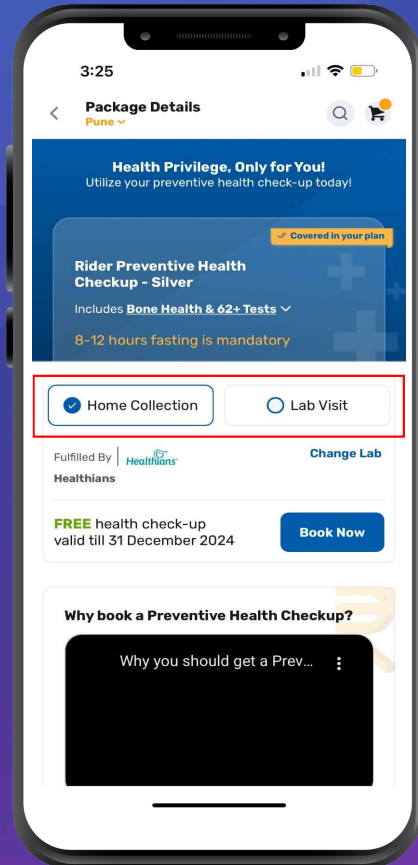 3:25
Package Details
Pune
Health Privilege, Only for You!
Utilize your preventive health check-up today!
Covered in your plan
Rider Preventive Health
Checkup - Silver
Includes Bone Health & 62+ Tests
8-12 hours fasting is mandatory
Home Collection
Lab Visit
Fulfilled By
Healthians
Change Lab
Healthians
FREE health check-up
valid till 31 December 2024
Book Now
Why book a Preventive Health Checkup?
Why you should get a Prev...